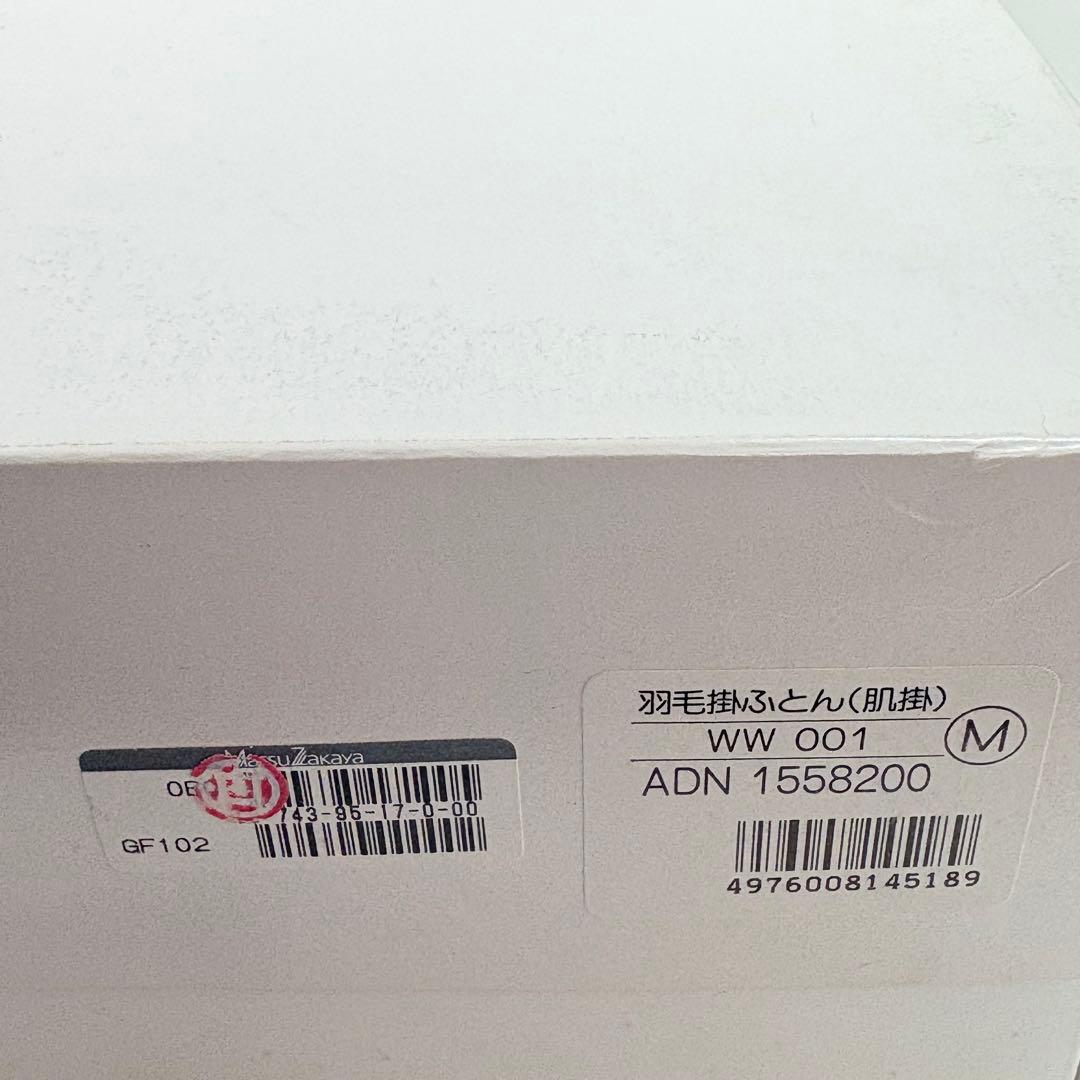 MatsuZakaya
GF102
743-95-17-0-00
羽毛掛ふとん(肌掛)
WW 001
M
ADN 1558200
4976008145189